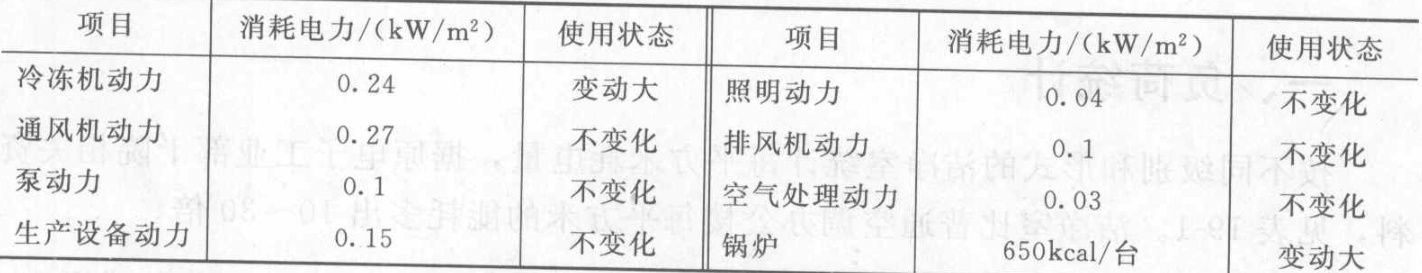 项目 消耗电力/(kW/m²) 使用状态 项目 消耗电力/(kW/m²) 使用状态
冷冻机动力 0.24 变动大 照明动力 0.04 不变化
通风机动力 0.27 不变化 排风机动力 0.1 不变化
泵动力 0.1 不变化 空气处理动力 0.03 不变化
生产设备动力 0.15 不变化 锅炉 650kcal/台 变动大